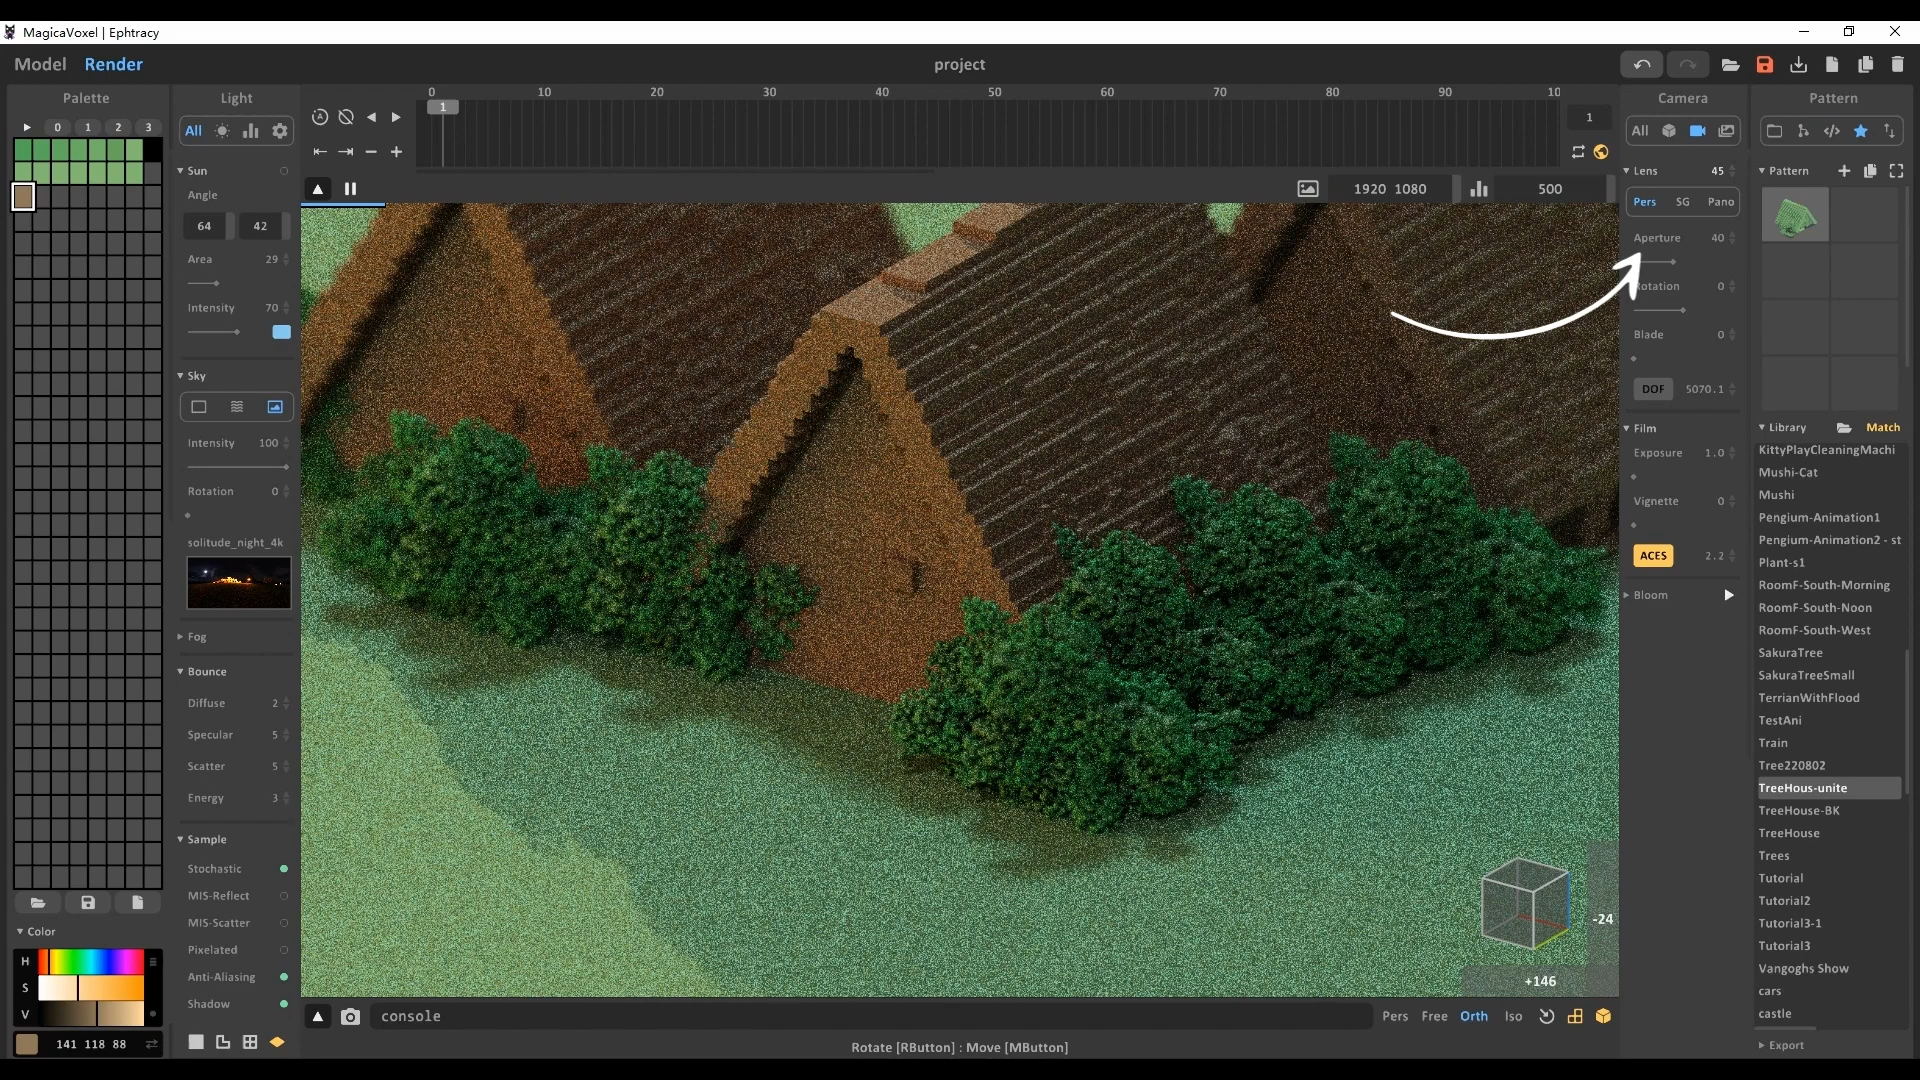 MagicaVoxel | Ephtracy
Model Render
project
Palette
0 1 2 3
Color
H
S
V
141 118 88
Light
All
Sun
Angle
64 42
Area 29
Intensity 70
Sky
Intensity 100
Rotation 0
solitude_night_4k
Fog
Bounce
Diffuse 2
Specular 5
Scatter 5
Energy 3
Sample
Stochastic
MIS-Reflect
MIS-Scatter
Pixelated
Anti-Aliasing
Shadow
0 10 20 30 40 50 60 70 80 90 10
1
1
1920 1080
500
-24
+146
console
Pers Free Orth Iso
Rotate [RButton] : Move [MButton]
Camera
All
Lens 45
Pers SG Pano
Aperture 40
otation 0
Blade 0
DOF 5070.1
Film
Exposure 1.0
Vignette 0
ACES 2.2
Bloom
Pattern
Pattern
Library Match
KittyPlayCleaningMachi
Mushi-Cat
Mushi
Pengium-Animation1
Pengium-Animation2 - st
Plant-s1
RoomF-South-Morning
RoomF-South-Noon
RoomF-South-West
SakuraTree
SakuraTreeSmall
TerrianWithFlood
TestAni
Train
Tree220802
TreeHous-unite
TreeHouse-BK
TreeHouse
Trees
Tutorial
Tutorial2
Tutorial3-1
Tutorial3
Vangoghs Show
cars
castle
Export